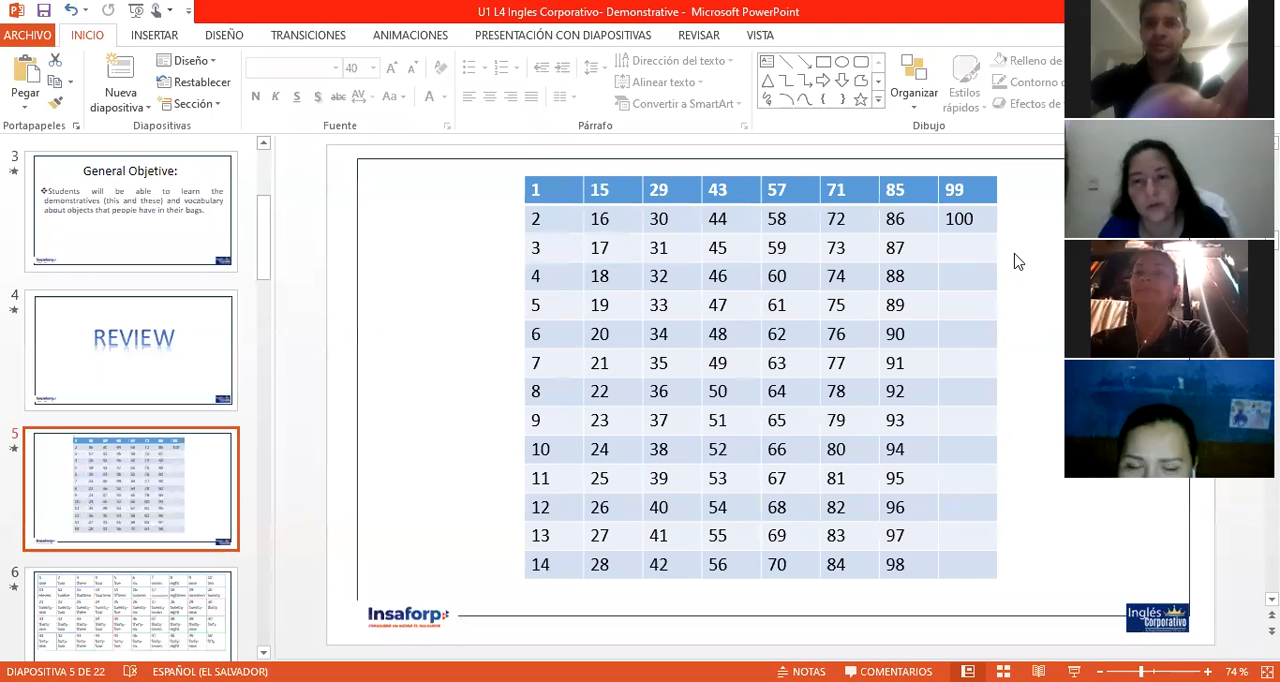 U1 L4 Ingles Corporativo- Demonstrative - Microsoft PowerPoint
ARCHIVO INICIO INSERTAR DISEÑO TRANSICIONES ANIMACIONES PRESENTACIÓN CON DIAPOSITIVAS REVISAR VISTA
Pegar
Nueva diapositiva
Diseño
Restablecer
Sección
40
N K S S abc AV Aa A
Dirección del texto
Alinear texto
Convertir a SmartArt
Organizar
Estilos rápidos
Relleno de
Contorno
Efectos de
Portapapeles Diapositivas Fuente Párrafo Dibujo
3
General Objetive:
Students will be able to learn the
demonstratives (this and these) and vocabulary
about objects that people have in their bags.
4
REVIEW
5
6
1 15 29 43 57 71 85 99
2 16 30 44 58 72 86 100
3 17 31 45 59 73 87
4 18 32 46 60 74 88
5 19 33 47 61 75 89
6 20 34 48 62 76 90
7 21 35 49 63 77 91
8 22 36 50 64 78 92
9 23 37 51 65 79 93
10 24 38 52 66 80 94
11 25 39 53 67 81 95
12 26 40 54 68 82 96
13 27 41 55 69 83 97
14 28 42 56 70 84 98
Insaforp
Inglés
Corporativo
DIAPOSITIVA 5 DE 22 ESPAÑOL (EL SALVADOR) NOTAS COMENTARIOS 74 %